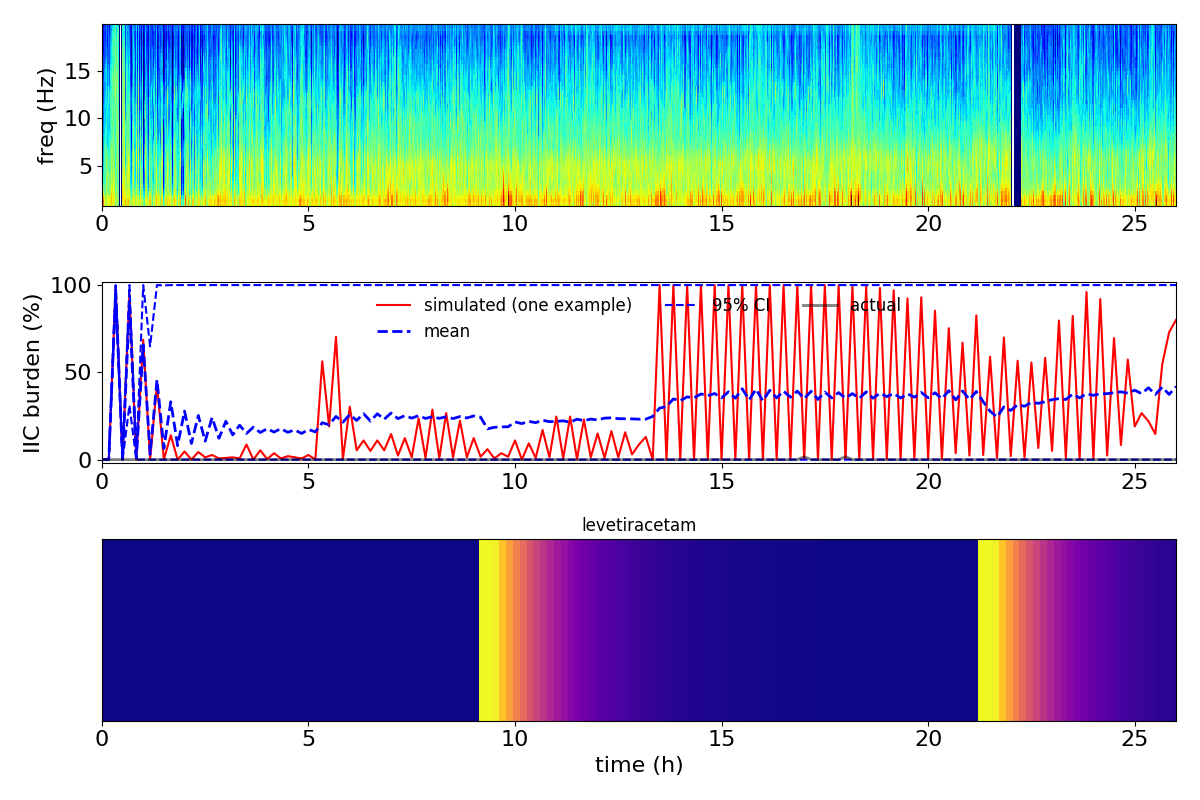 freq (Hz)
15
10
5
0 5 10 15 20 25
IIC burden (%)
100
50
0
simulated (one example) 95% CI actual
mean
0 5 10 15 20 25
levetiracetam
0 5 10 15 20 25
time (h)